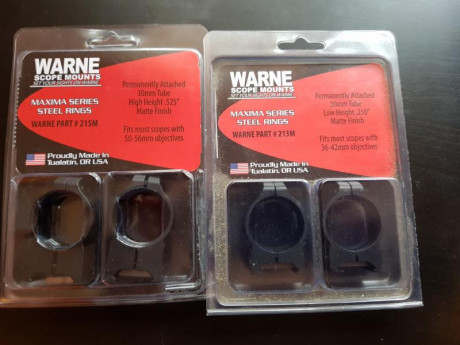 WARNE
SCOPE MOUNTS
SET YOUR SIGHTS ON WARNE
MAXIMA SERIES
STEEL RINGS
WARNE PART # 215M
Permanently Attached
30mm Tube
High Height .525"
Matte Finish
Fits most scopes with
50-56mm objectives
Proudly Made in
Tualatin, OR USA
WARNE
SCOPE MOUNTS
SET YOUR SIGHTS ON WARNE
MAXIMA SERIES
STEEL RINGS
WARNE PART # 213M
Permanently Attached
30mm Tube
Low Height .250"
Matte Finish
Fits most scopes with
36-42mm objectives
Proudly Made in
Tualatin, OR USA